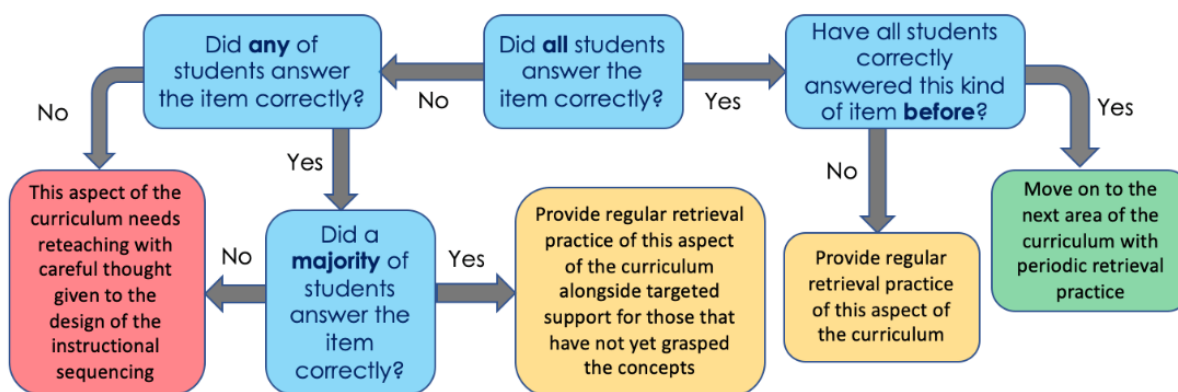 Did any of
students answer
the item correctly?
Did all students
answer the
item correctly?
Have all students
correctly
answered this kind
of item before?
No
No
Yes
Yes
Yes
No
This aspect of the
curriculum needs
reteaching with
careful thought
given to the
design of the
instructional
sequencing
No
Did a
majority of
students
answer the
item
correctly?
Yes
Provide regular retrieval
practice of this aspect
of the curriculum
alongside targeted
support for those that
have not yet grasped
the concepts
Provide regular
retrieval practice
of this aspect of
the curriculum
Move on to the
next area of the
curriculum with
periodic retrieval
practice